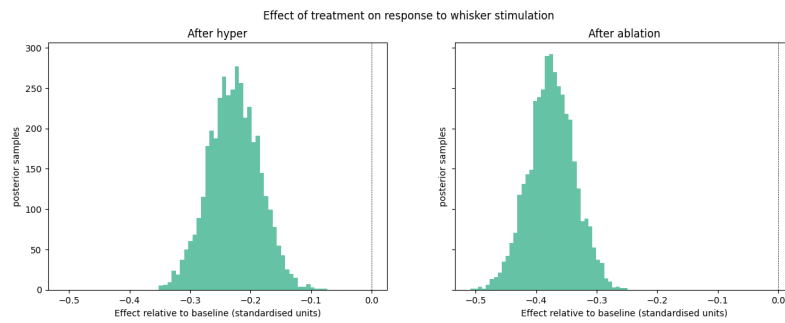 Effect of treatment on response to whisker stimulation
After hyper
After ablation
300
250
200
150
100
50
0
posterior samples
posterior samples
−0.5 −0.4 −0.3 −0.2 −0.1 0.0
−0.5 −0.4 −0.3 −0.2 −0.1 −0.0
Effect relative to baseline (standardised units)
Effect relative to baseline (standardised units)